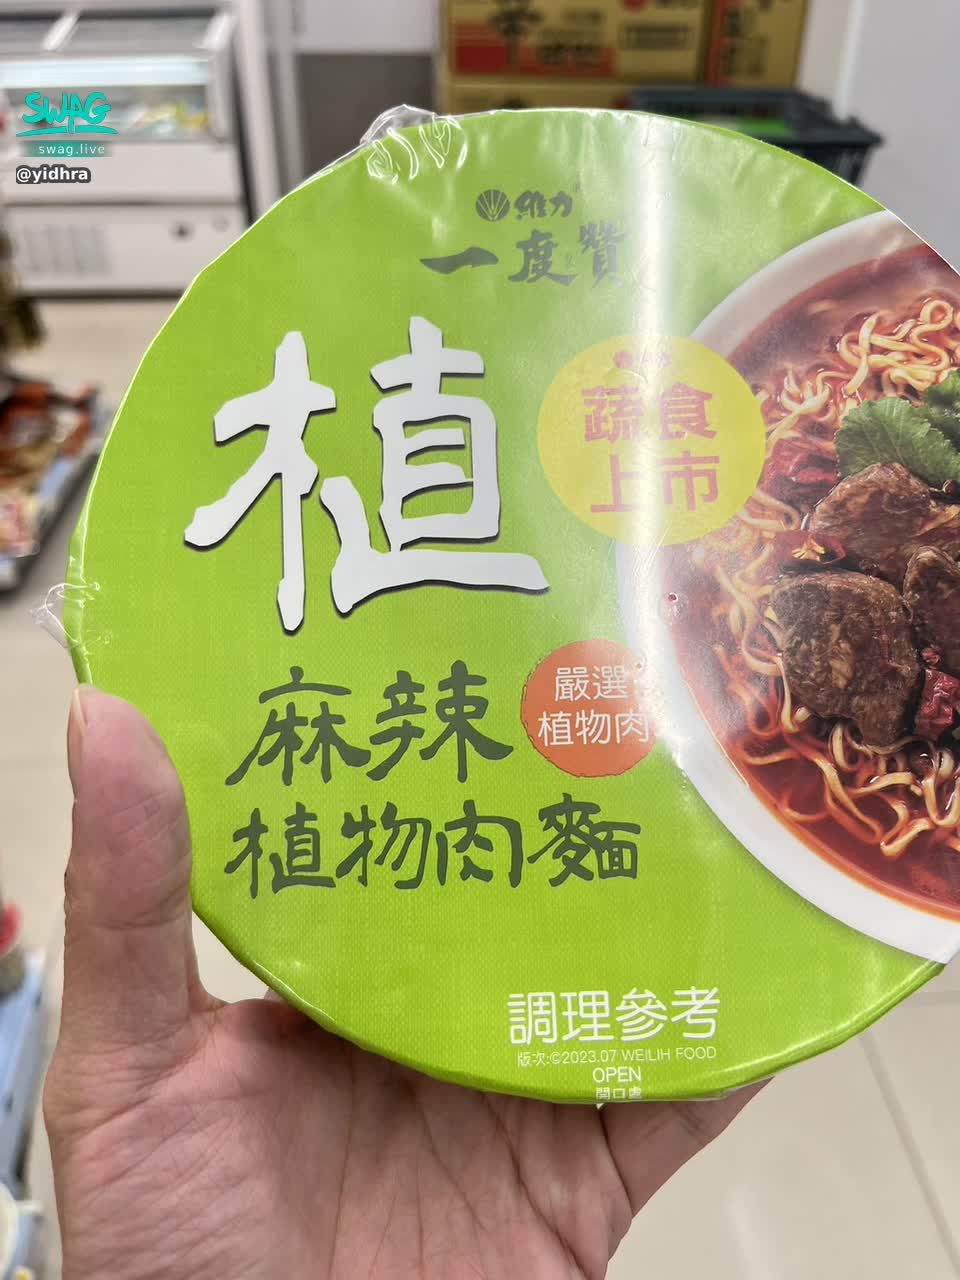 SWAG
swag.live
@yidhra
維力
一度贊
植
蔬食
上市
麻辣
嚴選
植物肉
植物肉麵
調理參考
版次:©2023.07 WEILIH FOOD
OPEN
開口處